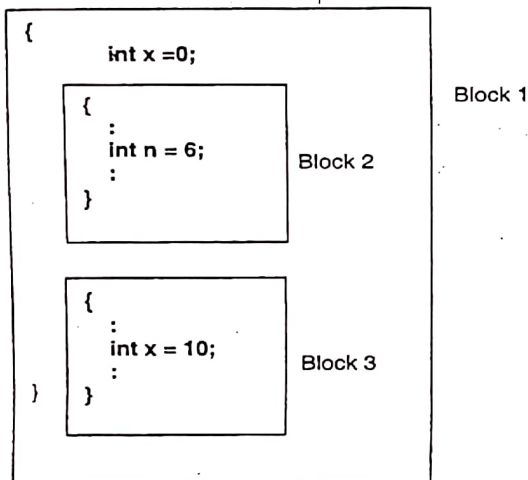 {
int x =0;
Block 1
{
:
int n = 6;
:
}
Block 2
{
:
int x = 10;
:
}
Block 3
}